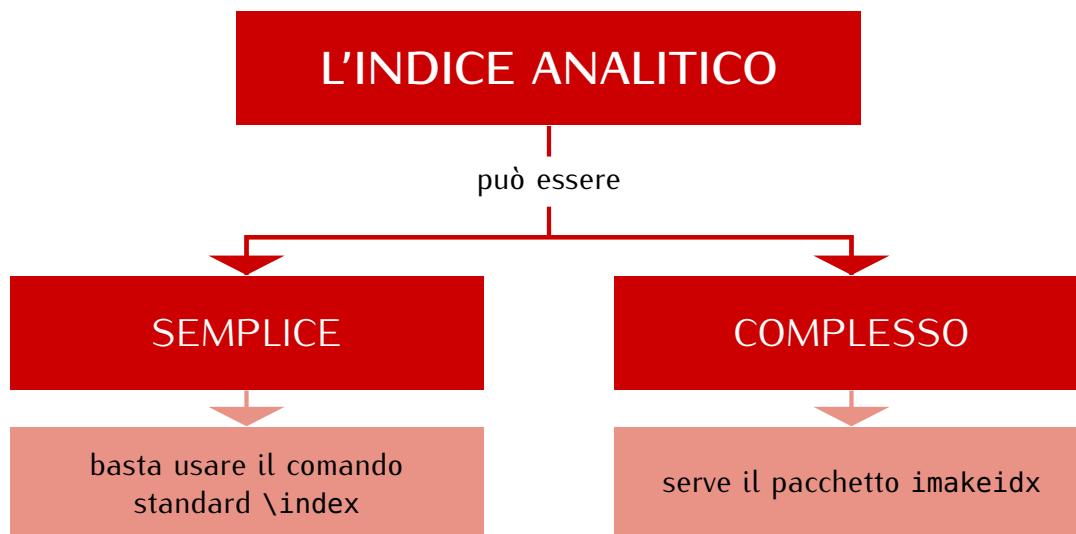 L’INDICE ANALITICO
può essere
SEMPLICE
COMPLESSO
basta usare il comando
standard \index
serve il pacchetto imakeidx